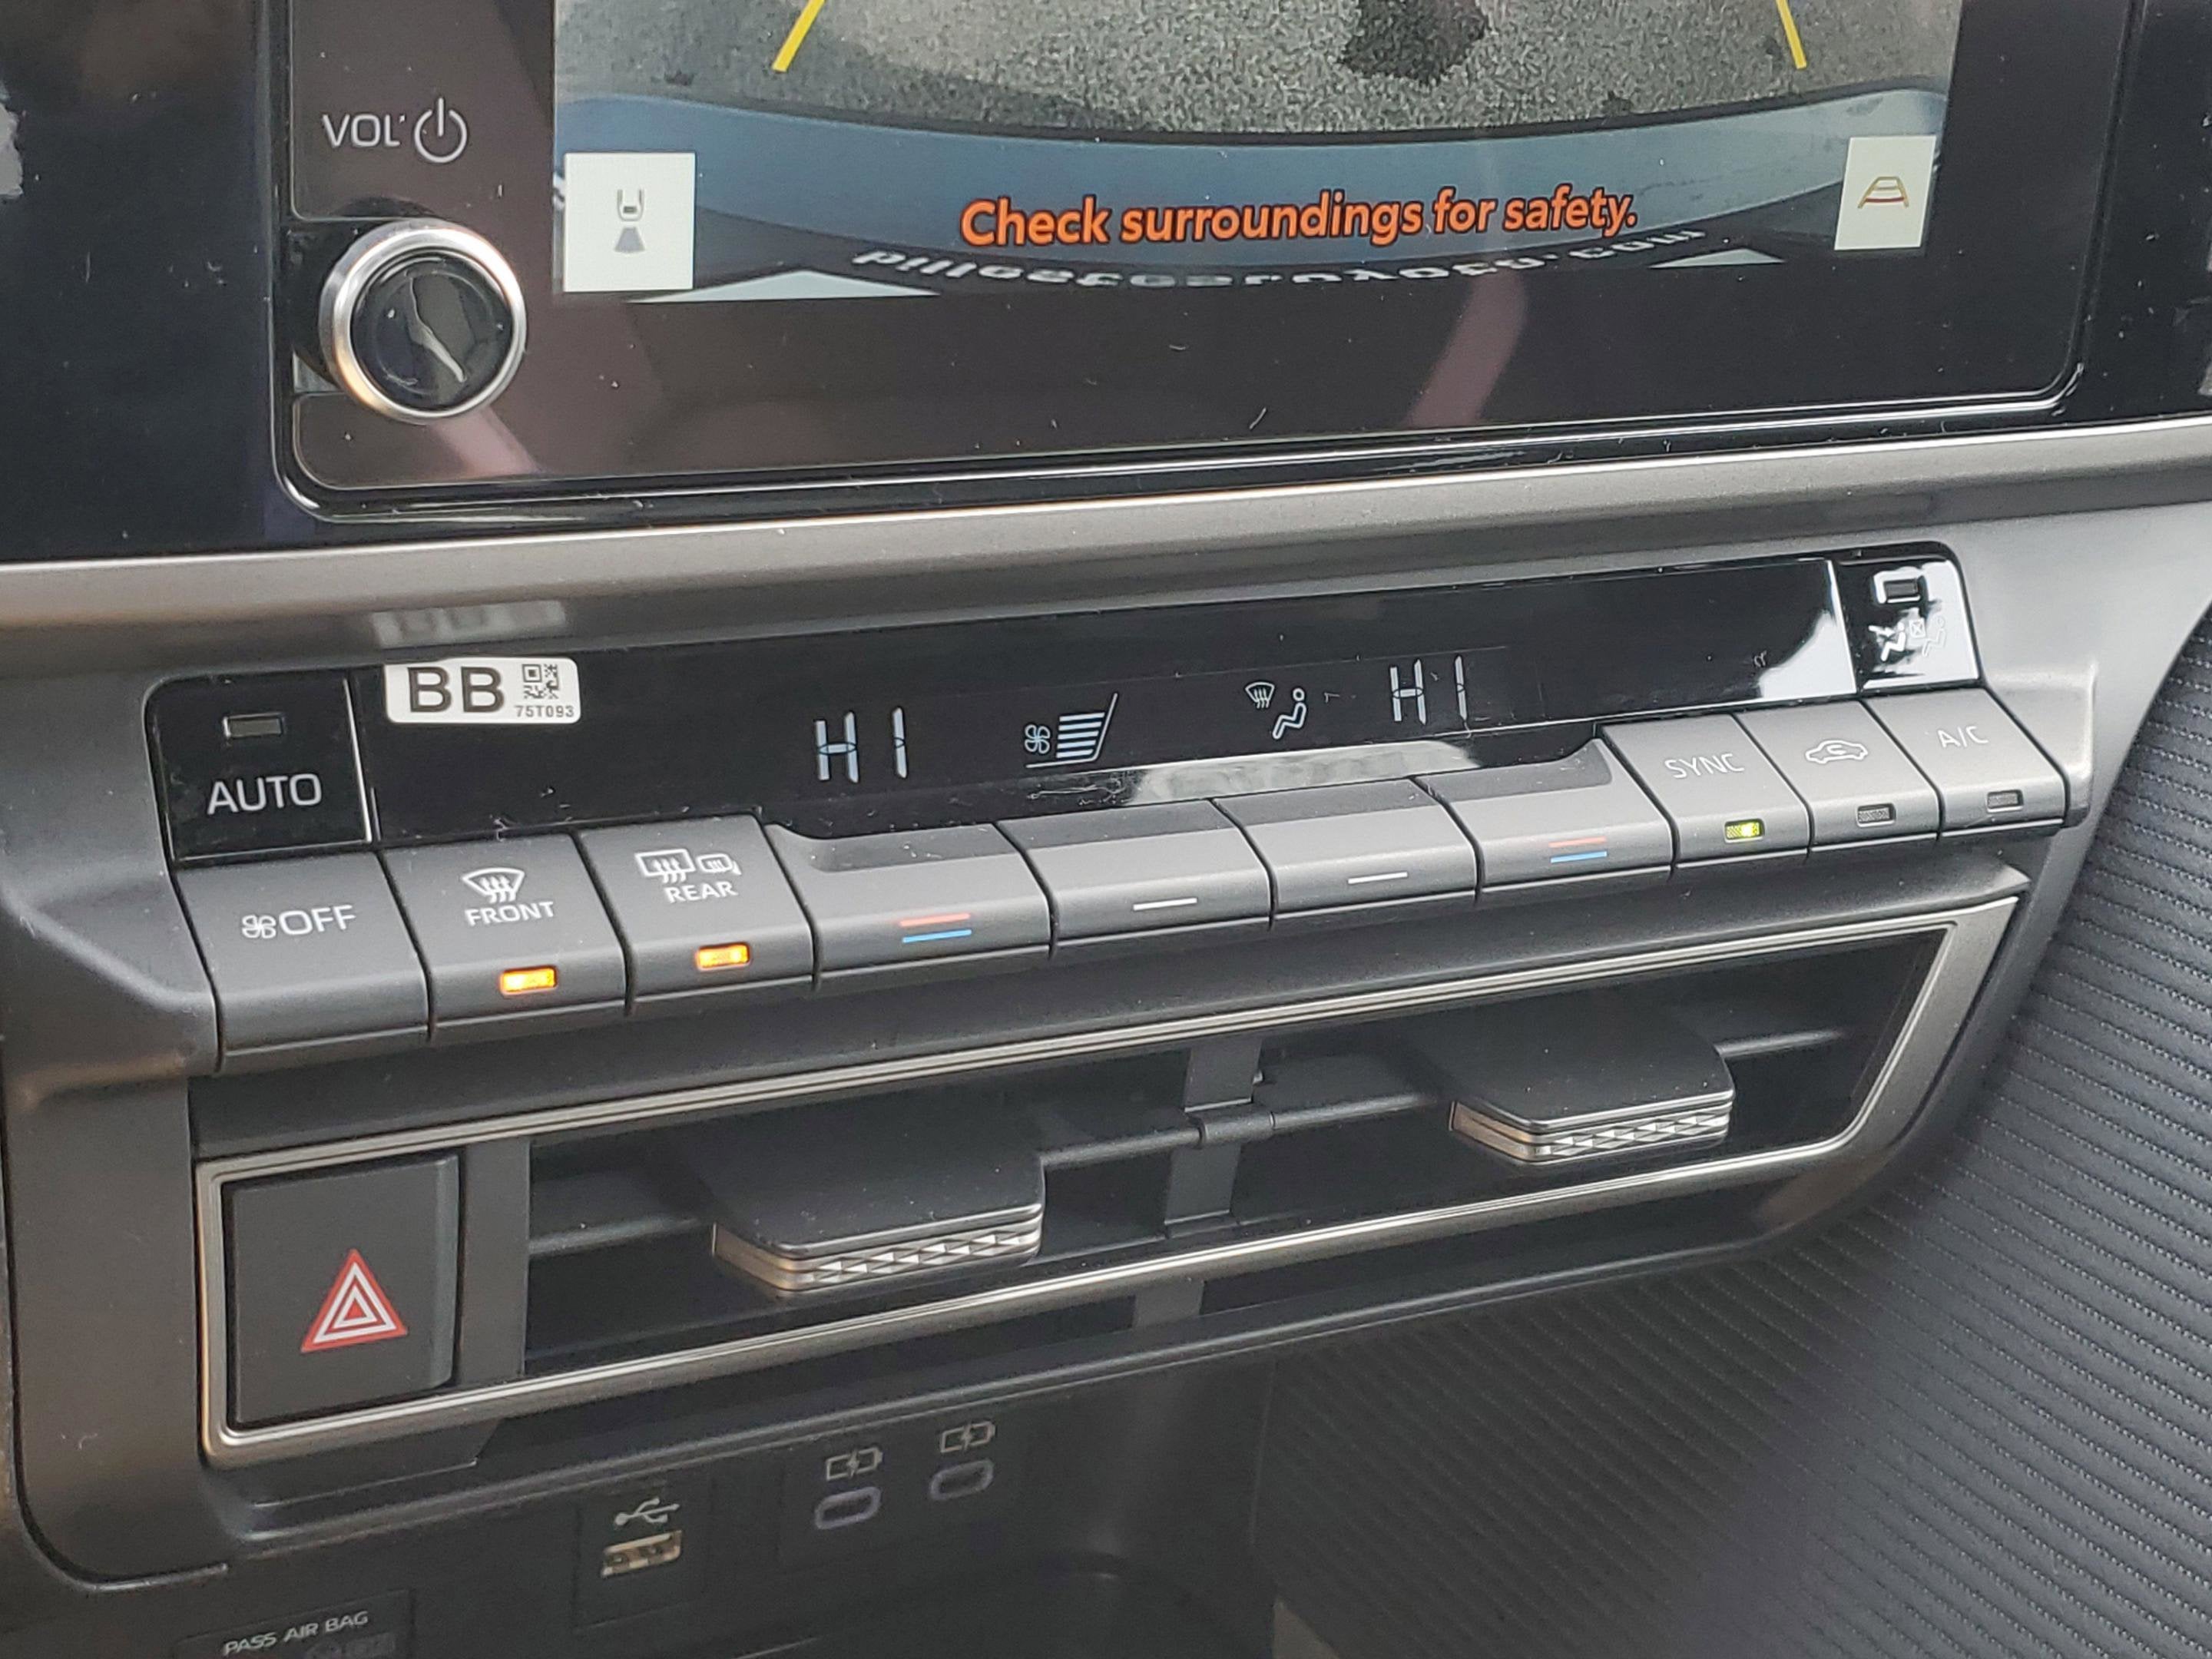 VOL
Check surroundings for safety.
BB
75T093
AUTO
HI
HI
OFF
FRONT
REAR
SYNC
A/C
PASS AIR BAG